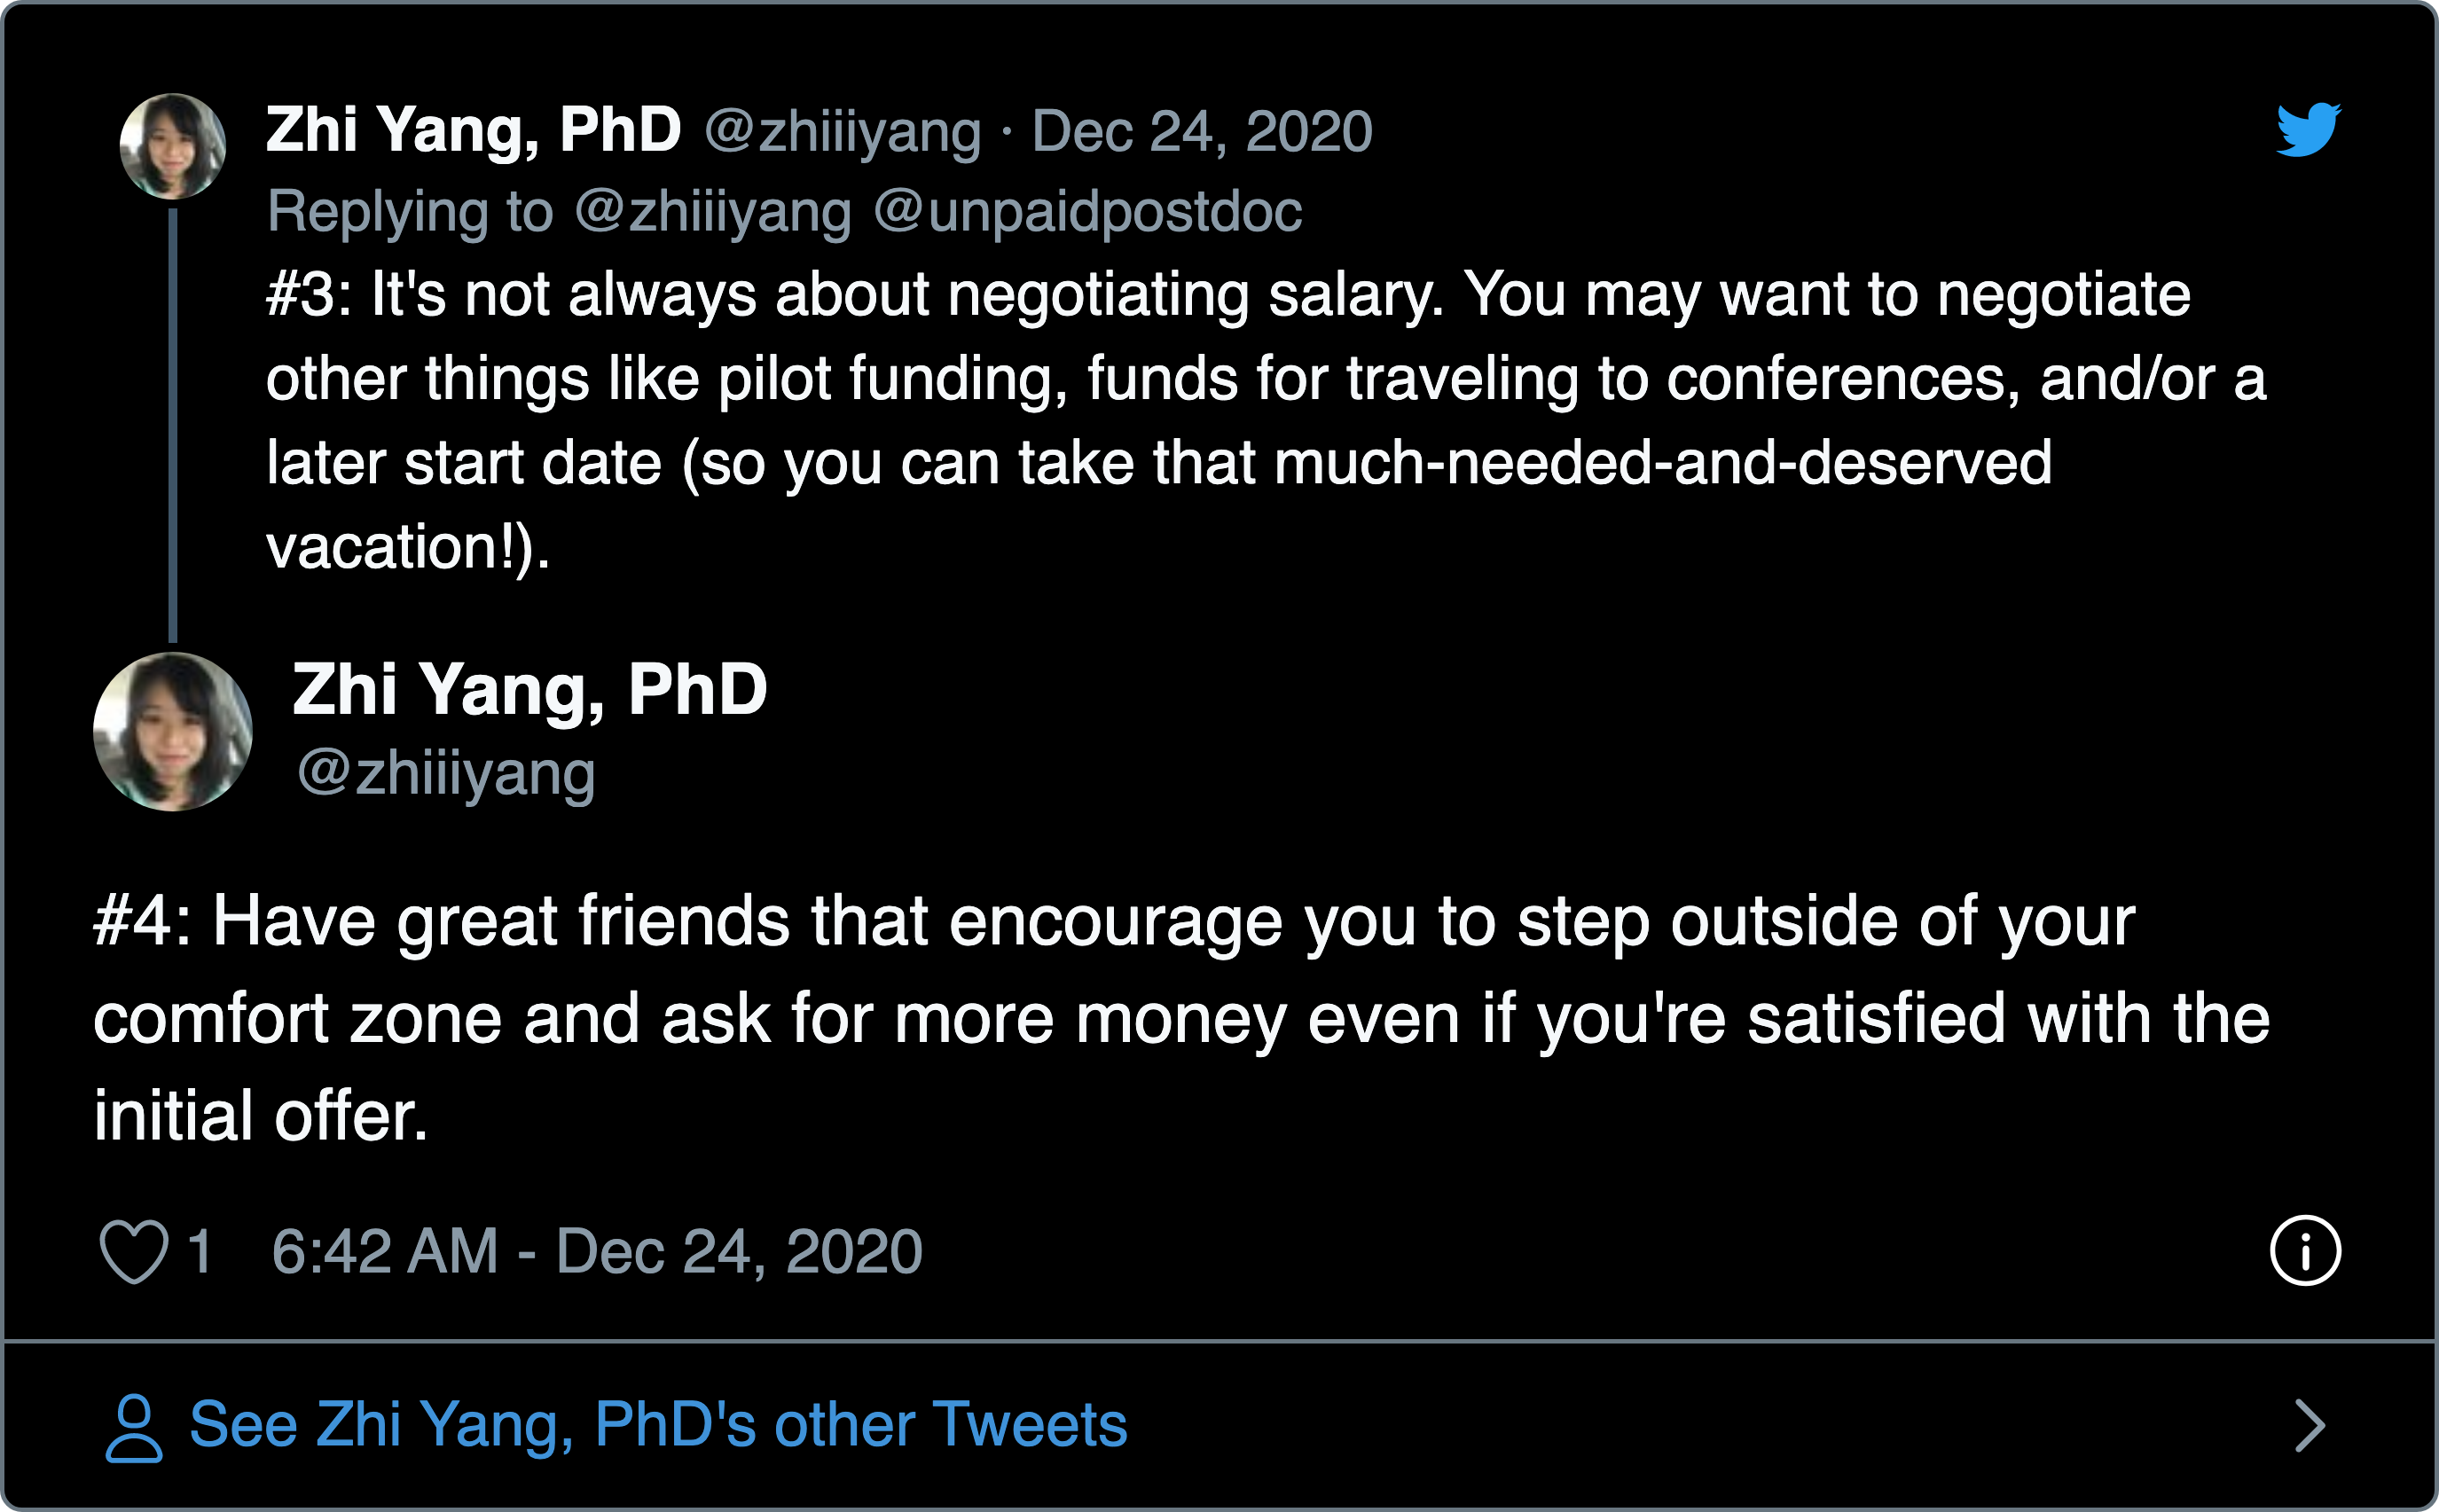 Zhi Yang, PhD @zhiiiyang · Dec 24, 2020
Replying to @zhiiiyang @unpaidpostdoc
#3: It's not always about negotiating salary. You may want to negotiate
other things like pilot funding, funds for traveling to conferences, and/or a
later start date (so you can take that much-needed-and-deserved
vacation!).
Zhi Yang, PhD
@zhiiiyang
#4: Have great friends that encourage you to step outside of your
comfort zone and ask for more money even if you're satisfied with the
initial offer.
1 6:42 AM - Dec 24, 2020
See Zhi Yang, PhD's other Tweets